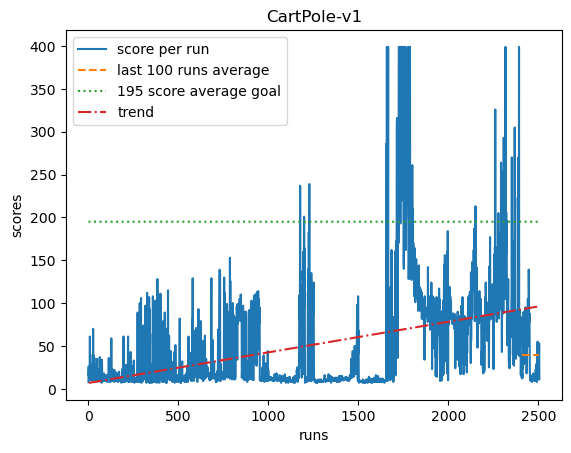 CartPole-v1
score per run
last 100 runs average
195 score average goal
trend
scores
400
350
300
250
200
150
100
50
0
0 500 1000 1500 2000 2500
runs